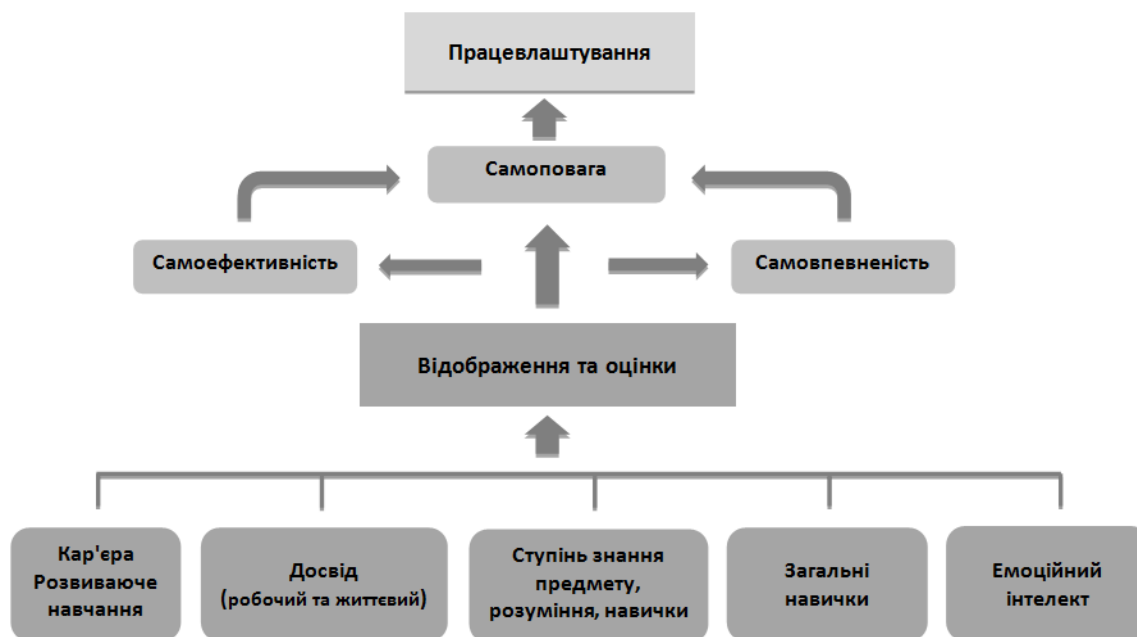 Працевлаштування
Самоповага
Самоефективність
Самовпевненість
Відображення та оцінки
Кар'єра
Розвиваюче
навчання
Досвід
(робочий та життєвий)
Ступінь знання
предмету,
розуміння, навички
Загальні
навички
Емоційний
інтелект